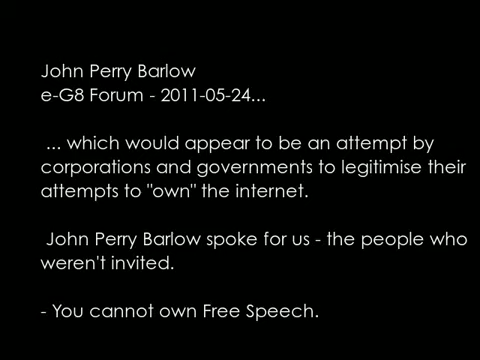 John Perry Barlow
e-G8 Forum - 2011-05-24...
... which would appear to be an attempt by
corporations and governments to legitimise their
attempts to "own" the internet.
John Perry Barlow spoke for us - the people who
weren't invited.
- You cannot own Free Speech.